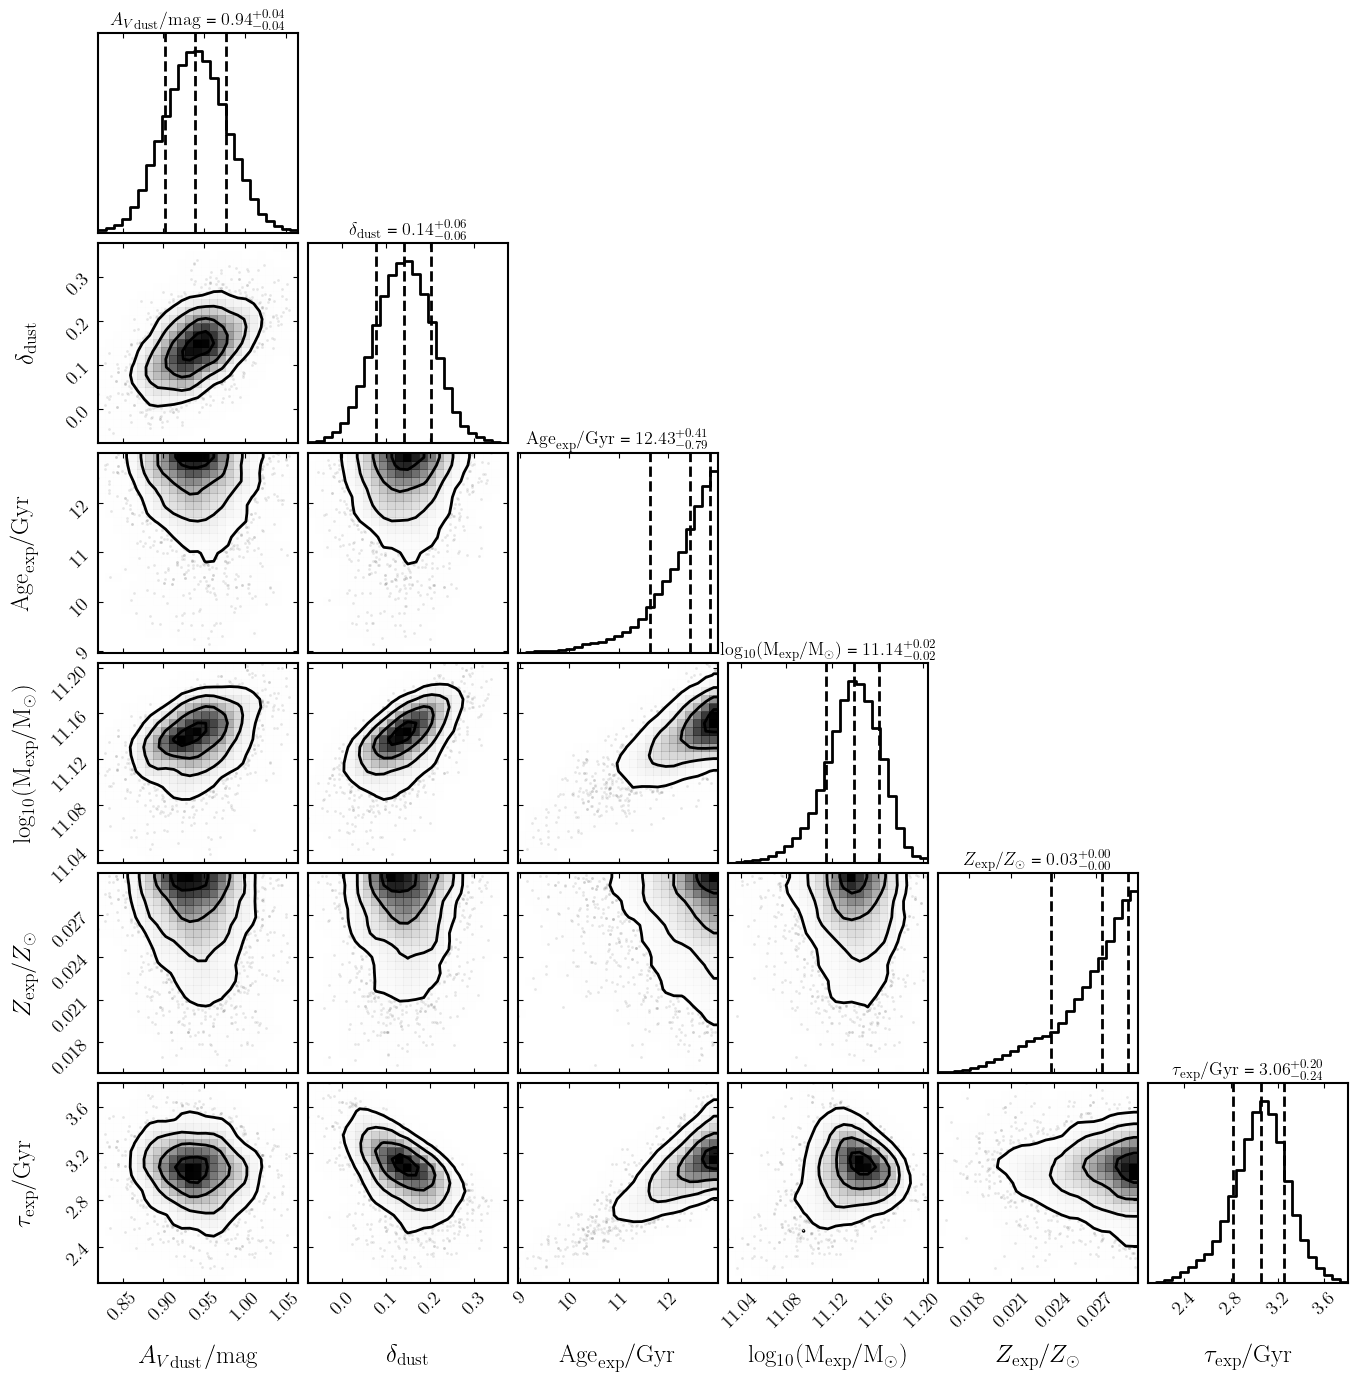 A_V dust/mag = 0.94^{+0.04}_{-0.04}
δ_dust = 0.14^{+0.06}_{-0.06}
0.3
0.2
0.1
0.0
δ_dust
Age_exp/Gyr = 12.43^{+0.41}_{-0.79}
12
11
10
9
Age_exp/Gyr
log_10(M_exp/M_⊙) = 11.14^{+0.02}_{-0.02}
11.20
11.16
11.12
11.08
11.04
log_10(M_exp/M_⊙)
Z_exp/Z_⊙ = 0.03^{+0.00}_{-0.00}
0.027
0.024
0.021
0.018
Z_exp/Z_⊙
τ_exp/Gyr = 3.06^{+0.20}_{-0.24}
3.6
3.2
2.8
2.4
τ_exp/Gyr
0.85 0.90 0.95 1.00 1.05 0.0 0.1 0.2 0.3 9 10 11 12 11.04 11.08 11.12 11.16 11.20 0.018 0.021 0.024 0.027 2.4 2.8 3.2 3.6
A_V dust/mag δ_dust Age_exp/Gyr log_10(M_exp/M_⊙) Z_exp/Z_⊙ τ_exp/Gyr